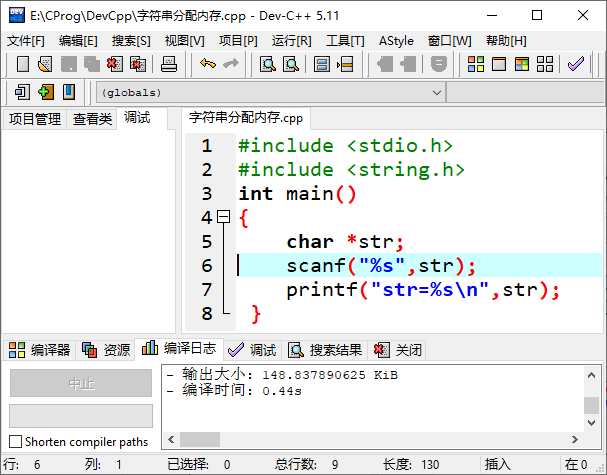 E:\CProg\DevCpp\字符串分配内存.cpp - Dev-C++ 5.11
文件[F] 编辑[E] 搜索[S] 视图[V] 项目[P] 运行[R] 工具[T] AStyle 窗口[W] 帮助[H]
(globals)
项目管理 查看类 调试 字符串分配内存.cpp
1 #include <stdio.h>
2 #include <string.h>
3 int main()
4 {
5 char *str;
6 scanf("%s",str);
7 printf("str=%s\n",str);
8 }
编译器 资源 编译日志 调试 搜索结果 关闭
中止
- 输出大小: 148.837890625 KiB
- 编译时间: 0.44s
Shorten compiler paths
行: 6 列: 1 已选择: 0 总行数: 9 长度: 130 插入 在 0